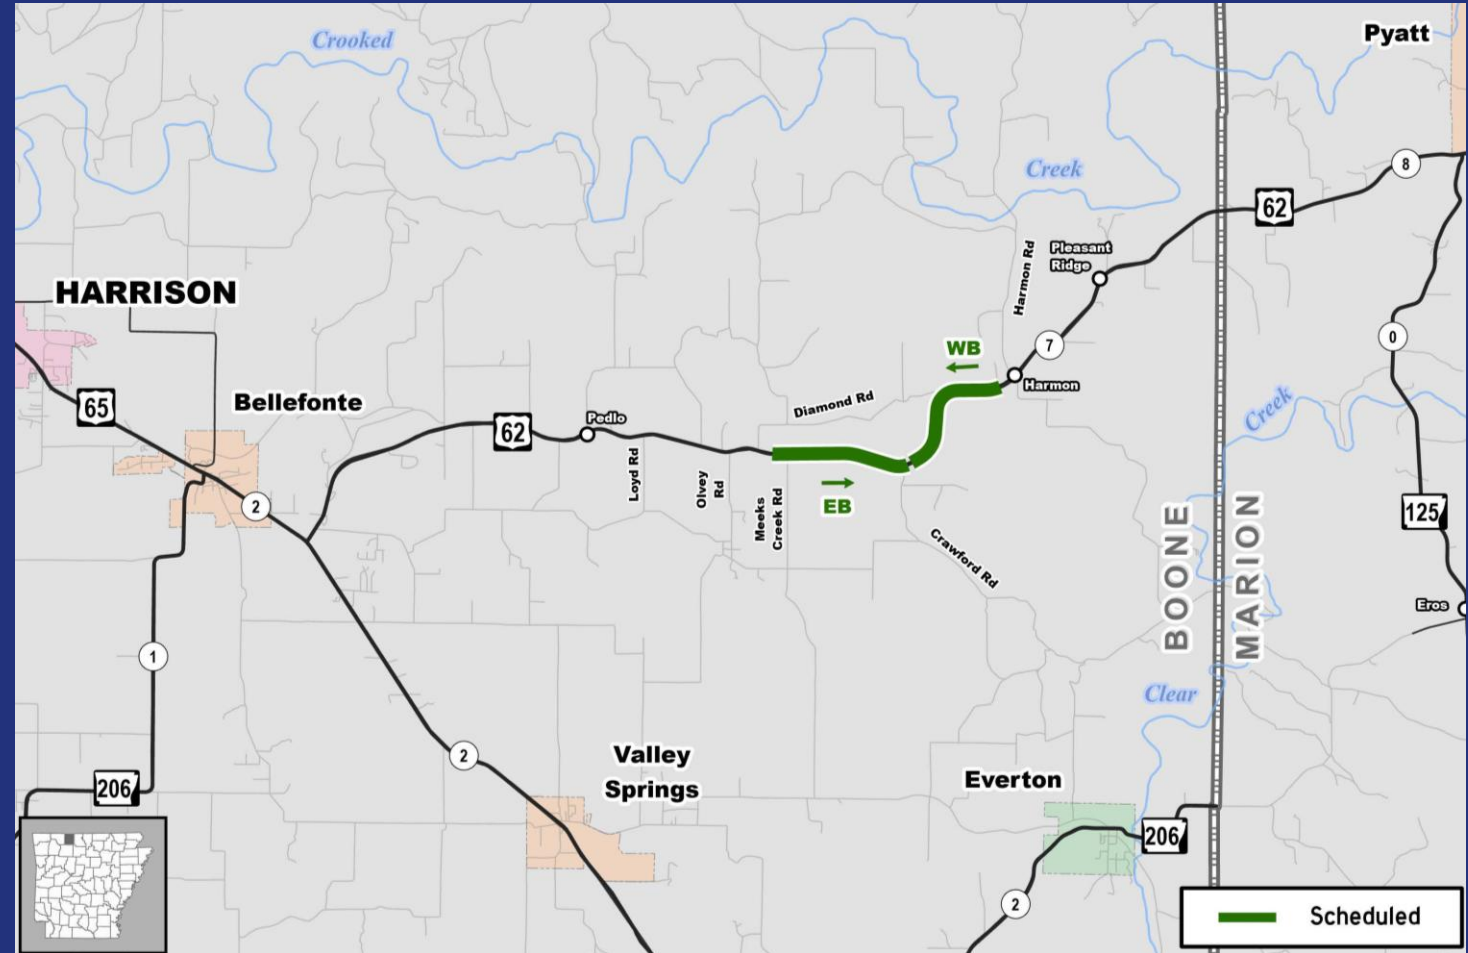 Crooked
Pyatt
8
Creek
62
Harmon Rd
Pleasant
Ridge
HARRISON
7
0
WB
Harmon
65
Bellefonte
Diamond Rd
Creek
62
Pedlo
Loyd Rd
Olvey
Rd
Meeks
Creek Rd
EB
2
125
Crawford Rd
BOONE
MARION
Eros
1
Clear
2
Valley
Springs
Everton
206
206
2
Scheduled